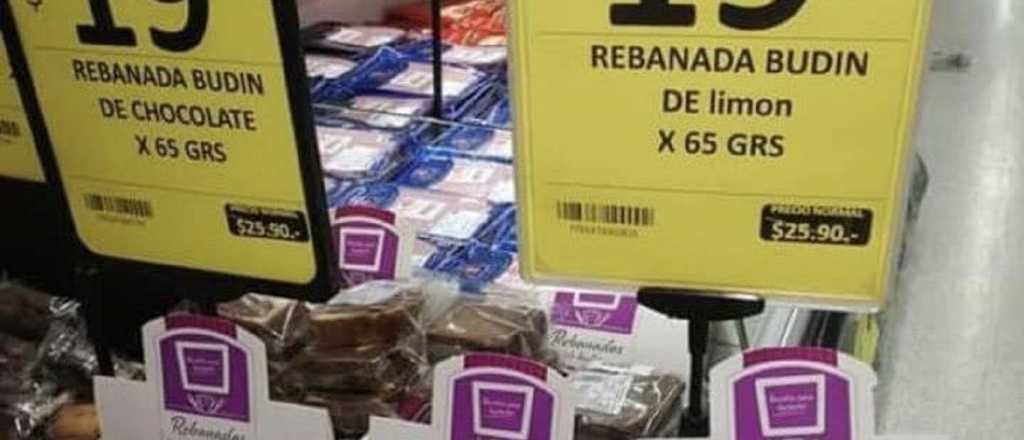 19
REBANADA BUDIN
DE CHOCOLATE
X 65 GRS
PRECIO NORMAL
$25.90.-
19
REBANADA BUDIN
DE limon
X 65 GRS
PRECIO NORMAL
$25.90.-
Rebanadas
Rebanadas